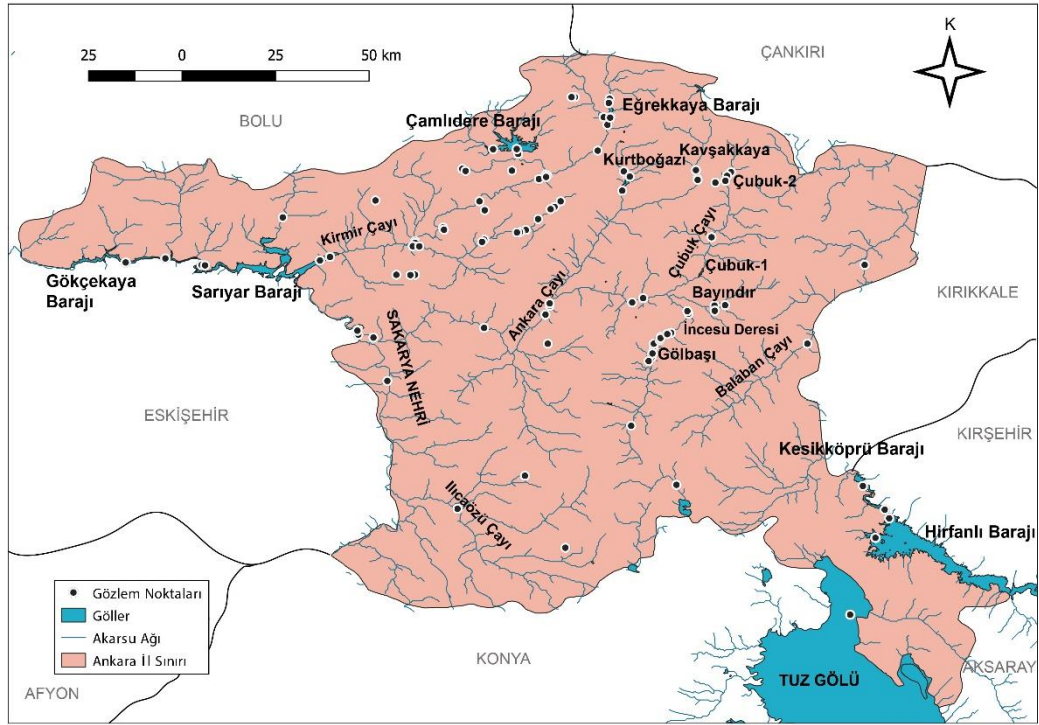 25 0 25 50 km
K
ÇANKIRI
BOLU
Eğrekkaya Barajı
Çamlıdere Barajı
Kavşakkaya
Kurtboğazı
Çubuk-2
Kirmir Çayı
Çubuk Çayı
Çubuk-1
Gökçekaya
Barajı
Sarıyar Barajı
Ankara Çayı
Bayındır
KIRIKKALE
SAKARYA NEHRİ
İncesu Deresi
Gölbaşı
Balaban Çayı
ESKİŞEHİR
KIRŞEHİR
Kesikköprü Barajı
Ilıcaözü Çayı
Hirfanlı Barajı
Gözlem Noktaları
Göller
Akarsu Ağı
Ankara İl Sınırı
KONYA
AKSARAY
TUZ GÖLÜ
AFYON